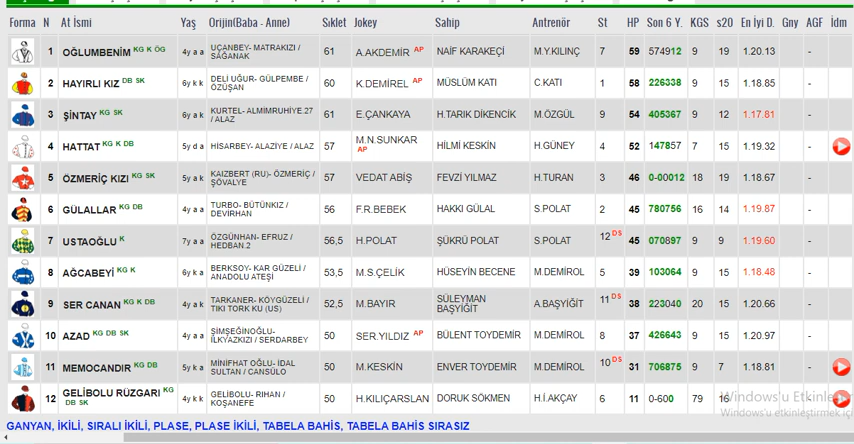 Forma N At İsmi Yaş Orijin(Baba - Anne) Sıklet Jokey Sahip Antrenör St HP Son 6 Y. KGS s20 En İyi D. Gny AGF İdm
1 OĞLUMBENİM KG K ÖG 4y a a UÇANBEY- MATRAKIZI / SAĞANAK 61 A.AKDEMİR AP NAİF KARAKEÇİ M.Y.KILINÇ 7 59 574912 9 19 1.20.13 -
2 HAYIRLI KIZ DB SK 6y k k DELİ UĞUR- GÜLPEMBE / ÖZÜŞAN 60 K.DEMİREL AP MÜSLÜM KATI C.KATI 1 58 226338 9 15 1.18.85 -
3 ŞİNTAY KG SK 6y a k KURTEL- ALMİMRUHİYE.27 / ALAZ 61 E.ÇANKAYA H.TARIK DİKENCİK M.ÖZGÜL 9 54 405367 9 12 1.17.81 -
4 HATTAT KG K DB 5y d a HİSARBEY- ALAZİYE / ALAZ 57 M.N.SUNKAR AP HİLMİ KESKİN H.GÜNEY 4 52 147857 7 15 1.19.32 -
5 ÖZMERİÇ KIZI KG SK 5y a k KAIZBERT (RU)- ÖZMERİÇ / ŞÖVALYE 57 VEDAT ABİŞ FEVZİ YILMAZ H.TURAN 3 46 0-00012 18 19 1.18.67 -
6 GÜLALLAR KG DB 5y a a TURBO- BÜTÜNKIZ / DEVİRHAN 56 F.R.BEBEK HAKKI GÜLAL S.POLAT 2 45 780756 16 14 1.19.87 -
7 USTAOĞLU K 7y a a ÖZGÜNHAN- EFRUZ / HEDBAN.2 56,5 H.POLAT ŞÜKRÜ POLAT S.POLAT 12 DS 45 070897 9 9 1.19.60 -
8 AĞCABEYİ KG K 6y k a BERKSOY- KAR GÜZELİ / ANADOLU ATEŞİ 53,5 M.S.ÇELİK HÜSEYİN BECENE M.DEMİROL 5 39 103064 9 15 1.18.48 -
9 SER CANAN KG K DB 4y a k TARKANER- KÖYGÜZELİ / TIKI TORK KU (US) 52,5 M.BAYIR SÜLEYMAN BAŞYİĞİT A.BAŞYİĞİT 11 DS 38 223040 20 15 1.20.66 -
10 AZAD KG DB SK 4y a a ŞİMŞEĞİNOĞLU- İLKYAZKIZI / SERDARBEY 50 SER.YILDIZ AP BÜLENT TOYDEMİR M.DEMİROL 8 37 426643 9 15 1.20.97 -
11 MEMOCANDIR KG DB 5y k a MİNİFHAT OĞLU- İDAL SULTAN / CANSÜLO 50 M.KESKİN ENVER TOYDEMİR M.DEMİROL 10 DS 31 706875 9 7 1.18.81 -
12 GELİBOLU RÜZGARI KG DB SK 4y k k GELİBOLU- RIHAN / KOŞANEFE 50 H.KILIÇARSLAN DORUK SÖKMEN H.İ AKÇAY 6 11 0-600 79 16 -
Windows'u Etkinleştir
Windows'u etkinleştirmek için
GANYAN, İKİLİ, SIRALI İKİLİ, PLASE, PLASE İKİLİ, TABELA BAHİS, TABELA BAHİS SIRASIZ